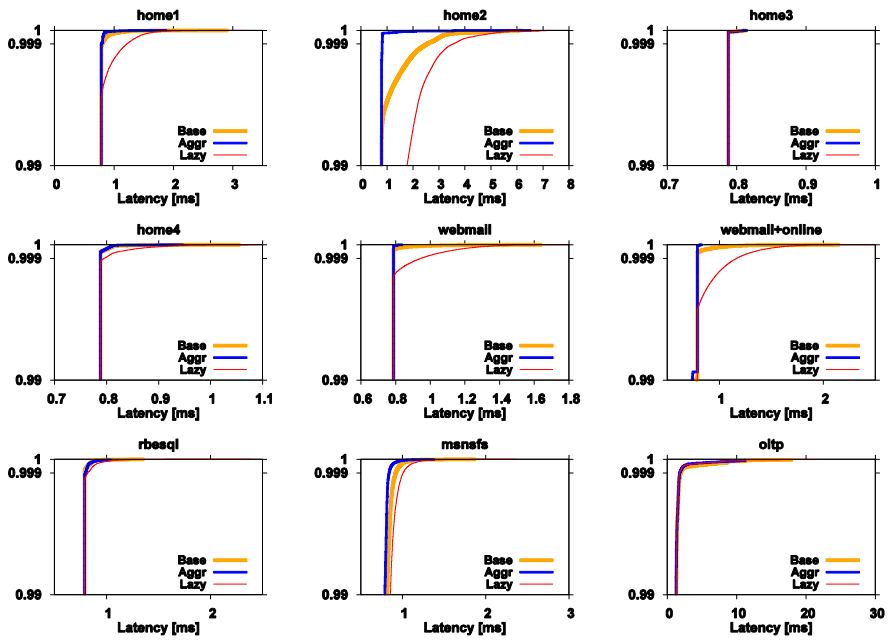 home1
home2
home3
1
0.999
0.99
Base
Aggr
Lazy
0 1 2 3
Latency [ms]
1
0.999
0.99
Base
Aggr
Lazy
0 1 2 3 4 5 6 7 8
Latency [ms]
1
0.999
0.99
Base
Aggr
Lazy
0.7 0.8 0.9 1
Latency [ms]
home4
webmail
webmail+online
1
0.999
0.99
Base
Aggr
Lazy
0.7 0.8 0.9 1 1.1
Latency [ms]
1
0.999
0.99
Base
Aggr
Lazy
0.6 0.8 1 1.2 1.4 1.6 1.8
Latency [ms]
1
0.999
0.99
Base
Aggr
Lazy
1 2
Latency [ms]
rbesql
msnsfs
oltp
1
0.999
0.99
Base
Aggr
Lazy
1 2
Latency [ms]
1
0.999
0.99
Base
Aggr
Lazy
1 2 3
Latency [ms]
1
0.999
0.99
Base
Aggr
Lazy
0 10 20 30
Latency [ms]